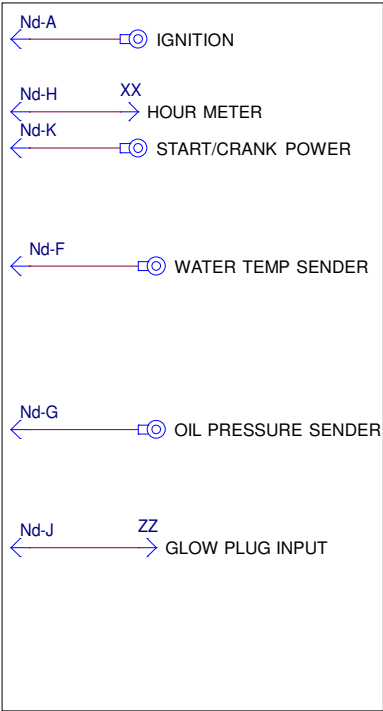 Nd-A
IGNITION
Nd-H XX
HOUR METER
Nd-K
START/CRANK POWER
Nd-F
WATER TEMP SENDER
Nd-G
OIL PRESSURE SENDER
Nd-J ZZ
GLOW PLUG INPUT